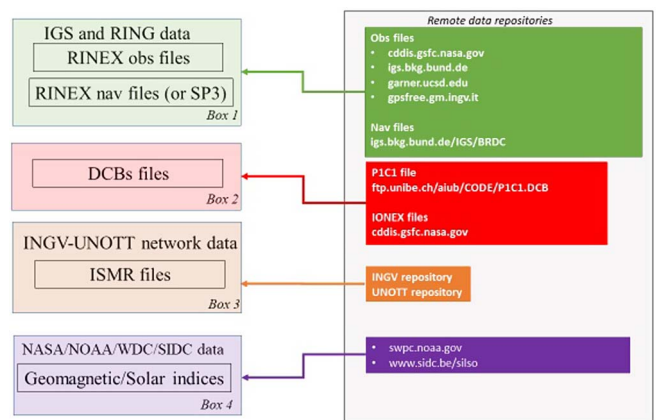 IGS and RING data
RINEX obs files
RINEX nav files (or SP3)
Box 1
DCBs files
Box 2
INGV-UNOTT network data
ISMR files
Box 3
NASA/NOAA/WDC/SIDC data
Geomagnetic/Solar indices
Box 4
Remote data repositories
Obs files
• cddis.gsfc.nasa.gov
• igs.bkg.bund.de
• garner.ucsd.edu
• gpsfree.gm.ingv.it
Nav files
igs.bkg.bund.de/IGS/BRDC
P1C1 file
ftp.unibe.ch/aiub/CODE/P1C1.DCB
IONEX files
cddis.gsfc.nasa.gov
INGV repository
UNOTT repository
• swpc.noaa.gov
• www.sidc.be/silso